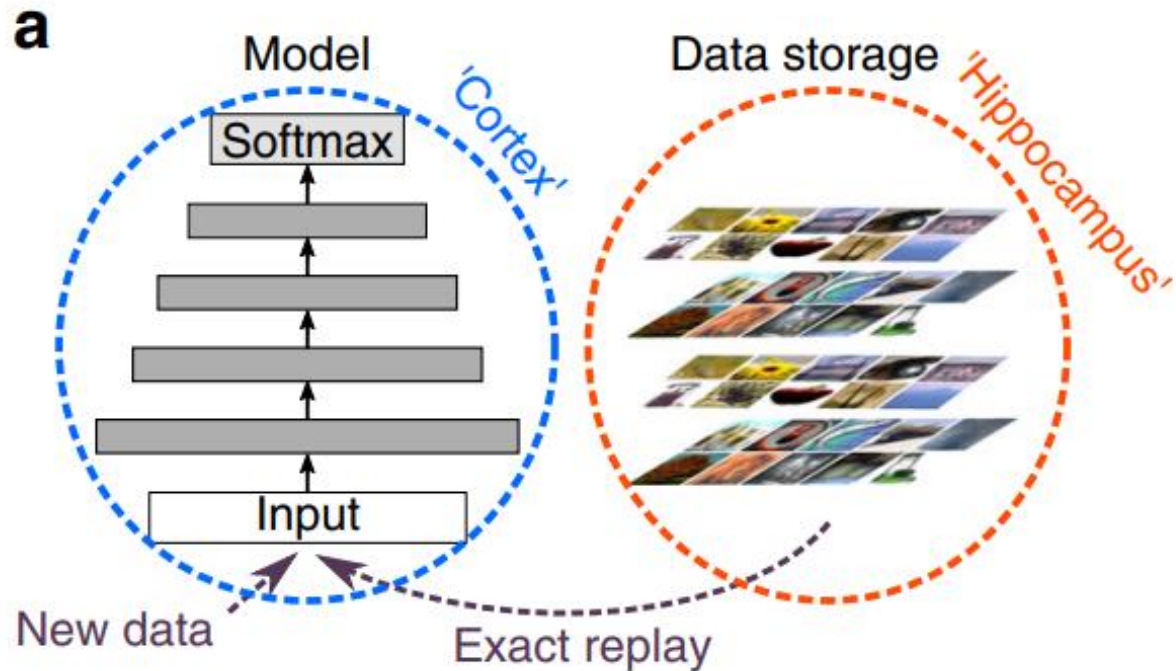 a
Model
Data storage
'Cortex'
'Hippocampus'
Softmax
Input
New data
Exact replay